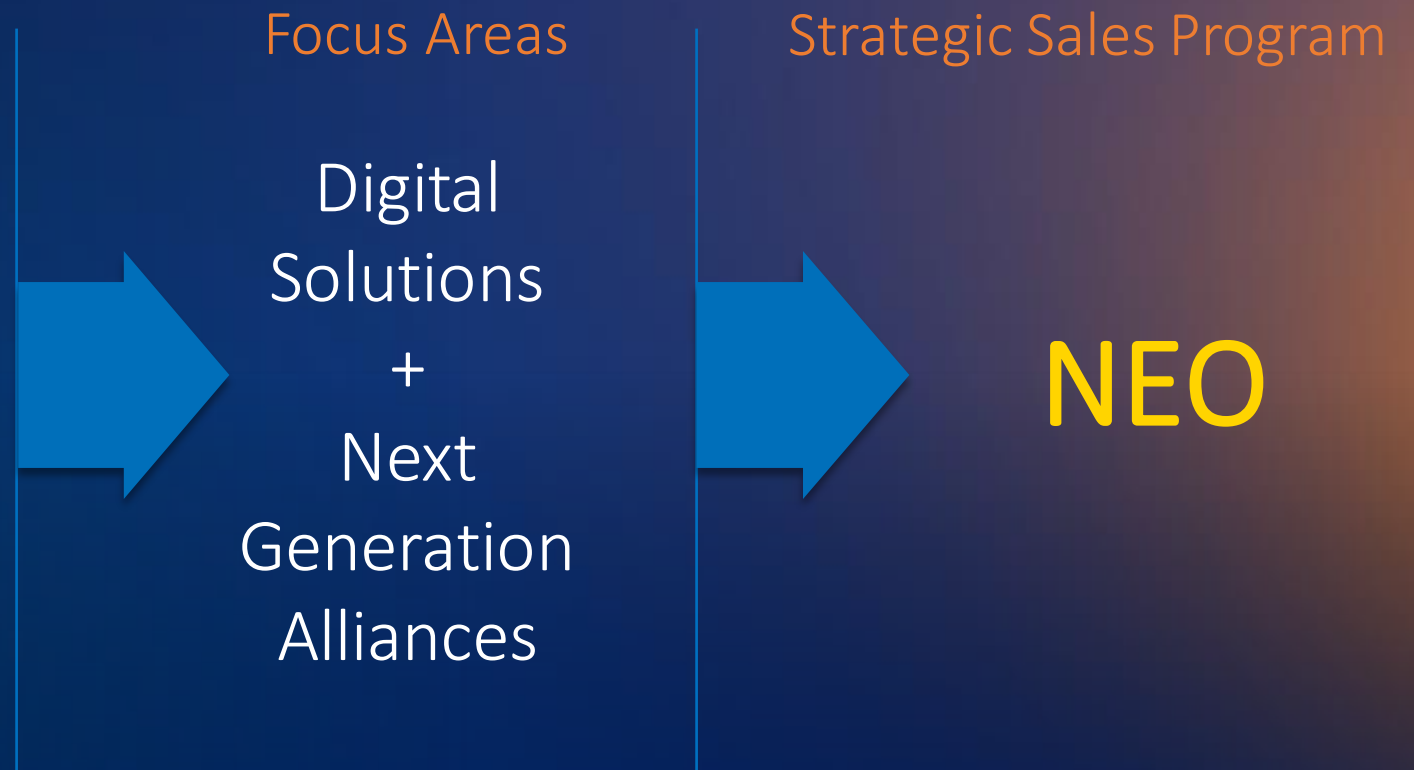 Focus Areas
Strategic Sales Program
Digital
Solutions
+
Next
Generation
Alliances
NEO